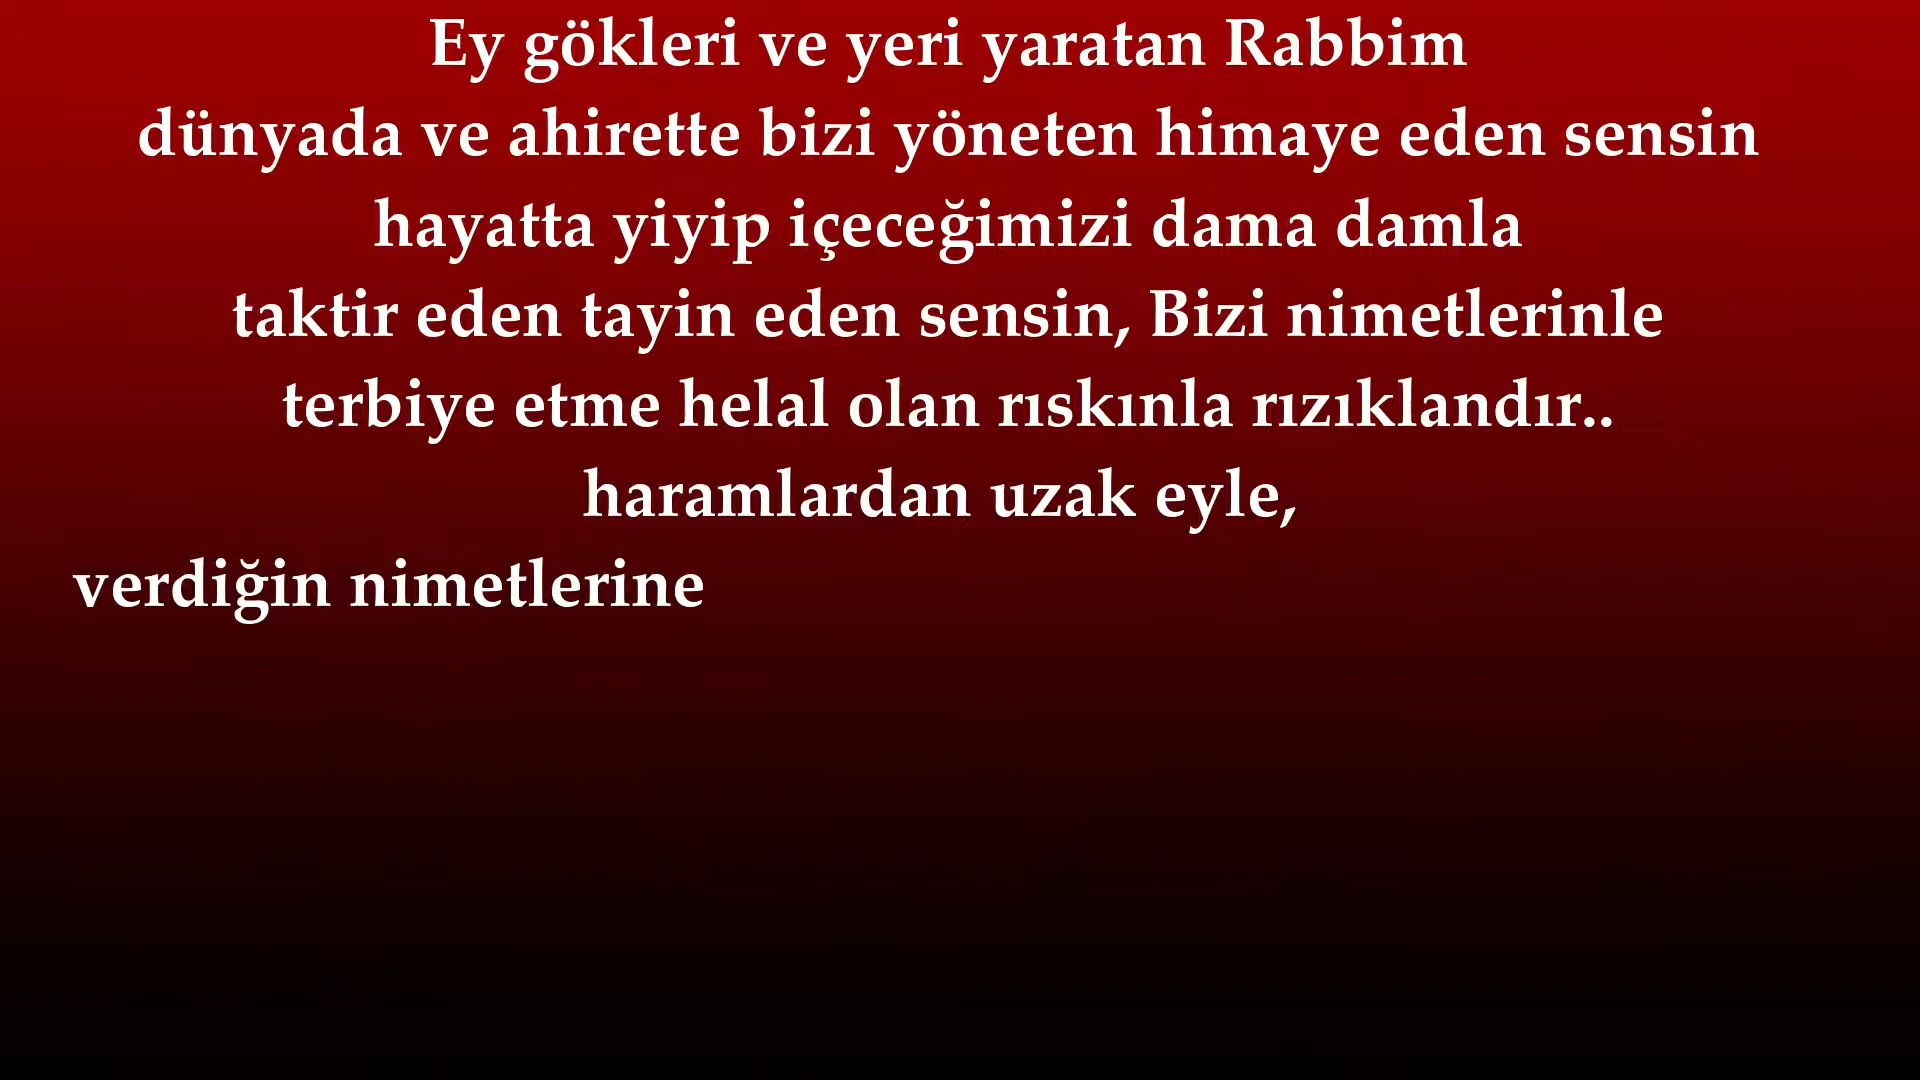 Ey gökleri ve yeri yaratan Rabbim
dünyada ve ahirette bizi yöneten himaye eden sensin
hayatta yiyip içeceğimizi dama damla
taktir eden tayin eden sensin, Bizi nimetlerinle
terbiye etme helal olan rıskınla rızıklandır..
haramlardan uzak eyle,
verdiğin nimetlerine